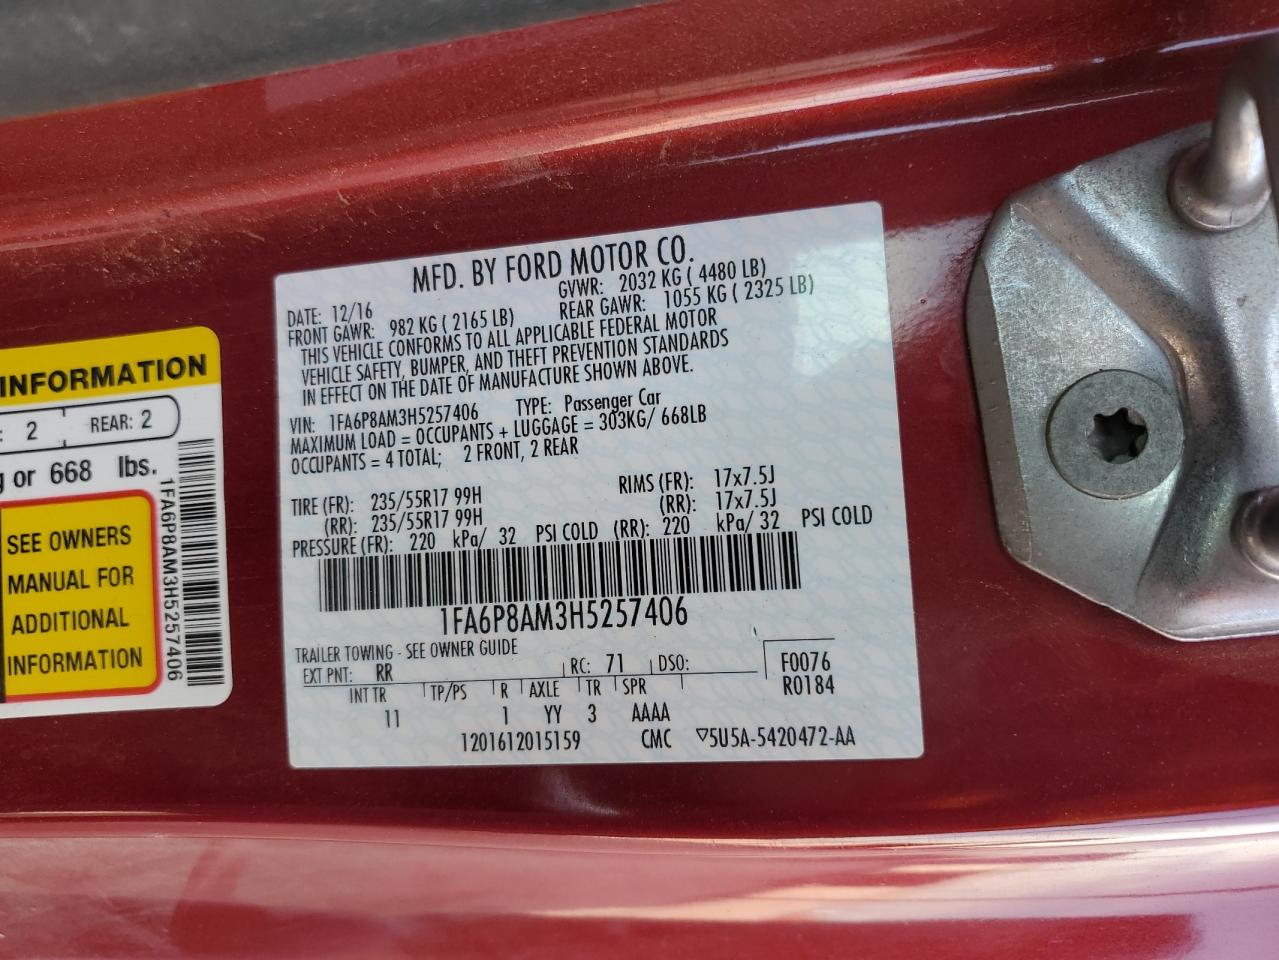 MFD. BY FORD MOTOR CO.
DATE: 12/16 GVWR: 2032 KG ( 4480 LB)
FRONT GAWR: 982 KG ( 2165 LB) REAR GAWR: 1055 KG ( 2325 LB)
THIS VEHICLE CONFORMS TO ALL APPLICABLE FEDERAL MOTOR
VEHICLE SAFETY, BUMPER, AND THEFT PREVENTION STANDARDS
IN EFFECT ON THE DATE OF MANUFACTURE SHOWN ABOVE.
VIN: 1FA6P8AM3H5257406 TYPE: Passenger Car
MAXIMUM LOAD = OCCUPANTS + LUGGAGE = 303KG/ 668LB
OCCUPANTS = 4 TOTAL; 2 FRONT, 2 REAR
TIRE (FR): 235/55R17 99H RIMS (FR): 17x7.5J
(RR): 235/55R17 99H (RR): 17x7.5J
PRESSURE (FR): 220 kPa/ 32 PSI COLD (RR): 220 kPa/ 32 PSI COLD
1FA6P8AM3H5257406
TRAILER TOWING - SEE OWNER GUIDE
EXT PNT: RR RC: 71 DSO: F0076
INT TR TP/PS R AXLE TR SPR R0184
11 1 YY 3 AAAA
1201612015159 CMC ▽5U5A-5420472-AA
INFORMATION
: 2 REAR: 2
g or 668 lbs.
SEE OWNERS
MANUAL FOR
ADDITIONAL
INFORMATION
1FA6P8AM3H5257406